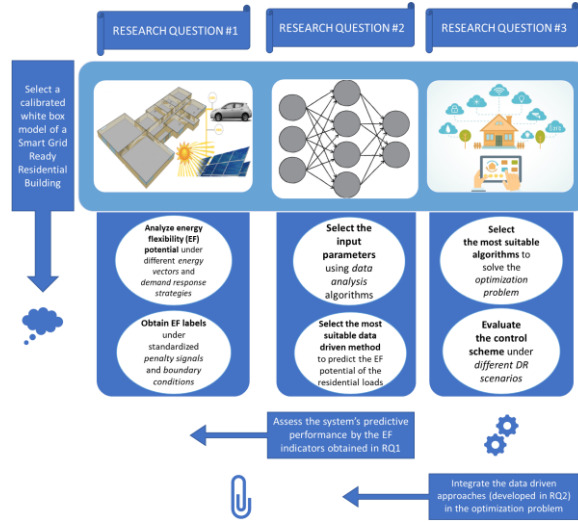 RESEARCH QUESTION #1
RESEARCH QUESTION #2
RESEARCH QUESTION #3
Select a
calibrated
white box
model of a
Smart Grid
Ready
Residential
Building
Analyze energy
flexibility (EF)
potential under
different energy
vectors and
demand response
strategies
Obtain EF labels
under
standardized
penalty signals
and boundary
conditions
Select the
input
parameters
using data
analysis
algorithms
Select the most
suitable data
driven method
to predict the EF
potential of the
residential loads
Select
the most suitable
algorithms to
solve the
optimization
problem
Evaluate
the control
scheme under
different DR
scenarios
Assess the system's predictive
performance by the EF
indicators obtained in RQ1
Integrate the data driven
approaches (developed in RQ2)
in the optimization problem